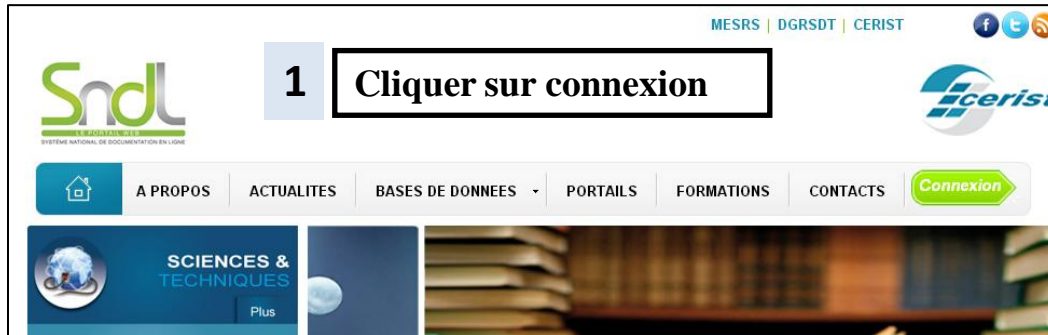 MESRS | DGRSDT | CERIST
1 Cliquer sur connexion
Sndl
LE PORTAIL WEB
SYSTÈME NATIONAL DE DOCUMENTATION EN LIGNE
cerist
A PROPOS ACTUALITES BASES DE DONNEES PORTAILS FORMATIONS CONTACTS Connexion
SCIENCES &
TECHNIQUES
Plus